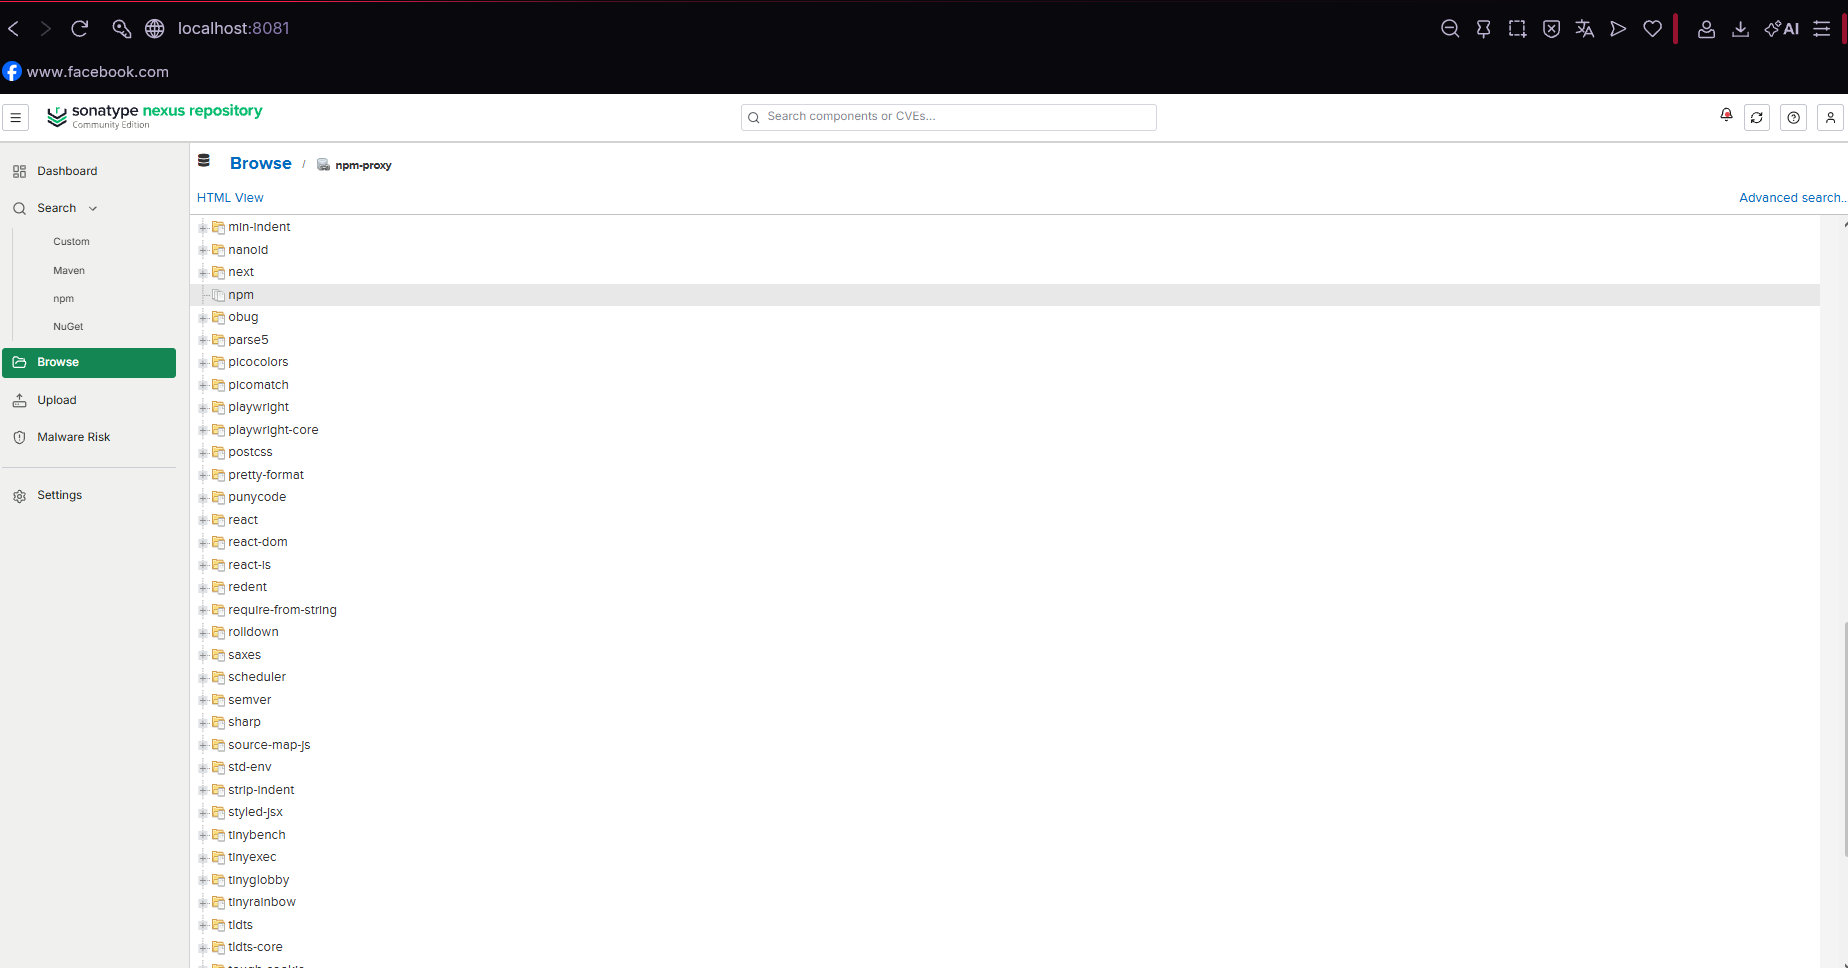 localhost:8081
AI
www.facebook.com
sonatype nexus repository
Community Edition
Search components or CVEs...
Dashboard
Search
Custom
Maven
npm
NuGet
Browse
Upload
Malware Risk
Settings
Browse / npm-proxy
HTML View
Advanced search...
min-indent
nanoid
next
npm
obug
parse5
picocolors
picomatch
playwright
playwright-core
postcss
pretty-format
punycode
react
react-dom
react-is
redent
require-from-string
rolldown
saxes
scheduler
semver
sharp
source-map-js
std-env
strip-indent
styled-jsx
tinybench
tinyexec
tinyglobby
tinyrainbow
tldts
tldts-core